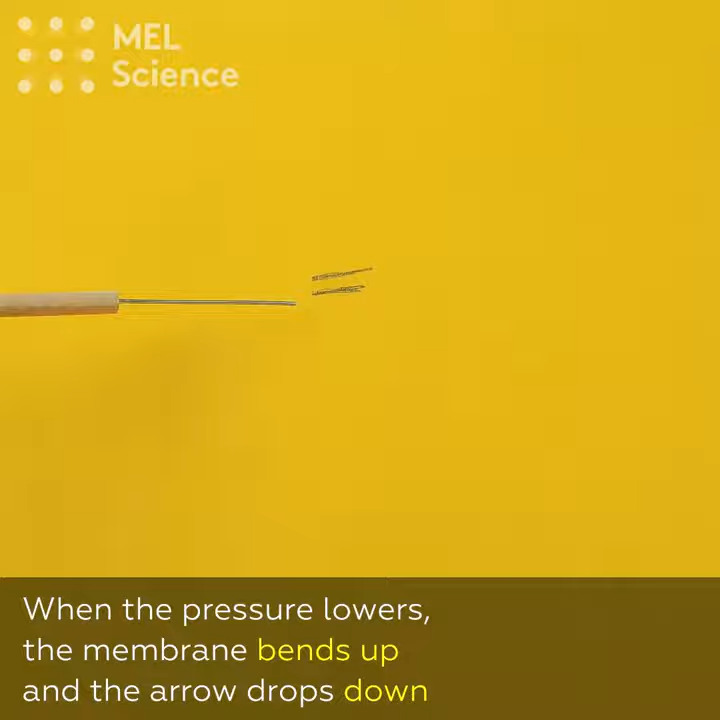 MEL
Science
When the pressure lowers,
the membrane bends up
and the arrow drops down